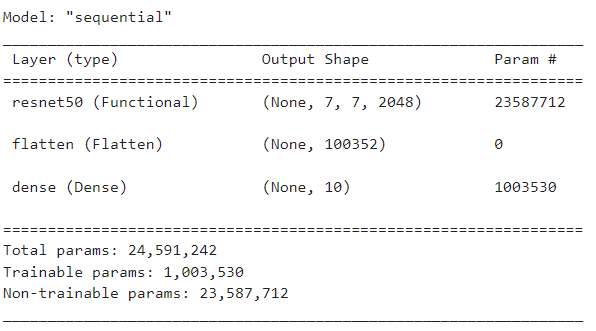 Model: "sequential"
_________________________________________________________________
Layer (type) Output Shape Param #
=================================================================
resnet50 (Functional) (None, 7, 7, 2048) 23587712
flatten (Flatten) (None, 100352) 0
dense (Dense) (None, 10) 1003530
=================================================================
Total params: 24,591,242
Trainable params: 1,003,530
Non-trainable params: 23,587,712
_________________________________________________________________